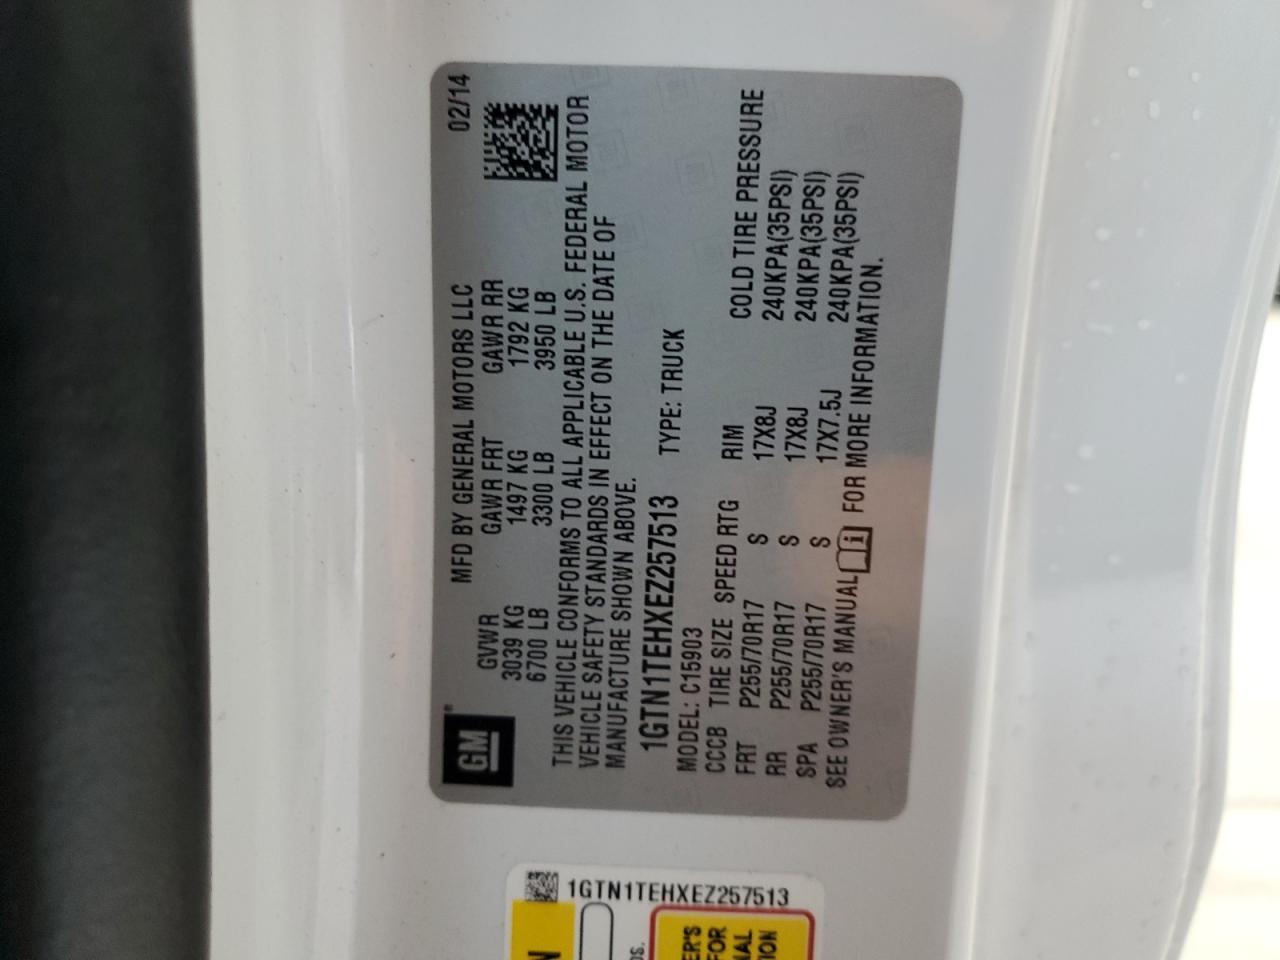 GM®
MFD BY GENERAL MOTORS LLC 02/14
GVWR GAWR FRT GAWR RR
3039 KG 1497 KG 1792 KG
6700 LB 3300 LB 3950 LB
THIS VEHICLE CONFORMS TO ALL APPLICABLE U.S. FEDERAL MOTOR
VEHICLE SAFETY STANDARDS IN EFFECT ON THE DATE OF
MANUFACTURE SHOWN ABOVE.
1GTN1TEHXEZ257513 TYPE: TRUCK
MODEL: C15903
CCCB TIRE SIZE SPEED RTG RIM COLD TIRE PRESSURE
FRT P255/70R17 S 17X8J 240KPA(35PSI)
RR P255/70R17 S 17X8J 240KPA(35PSI)
SPA P255/70R17 S 17X7.5J 240KPA(35PSI)
SEE OWNER'S MANUAL i FOR MORE INFORMATION.
1GTN1TEHXEZ257513